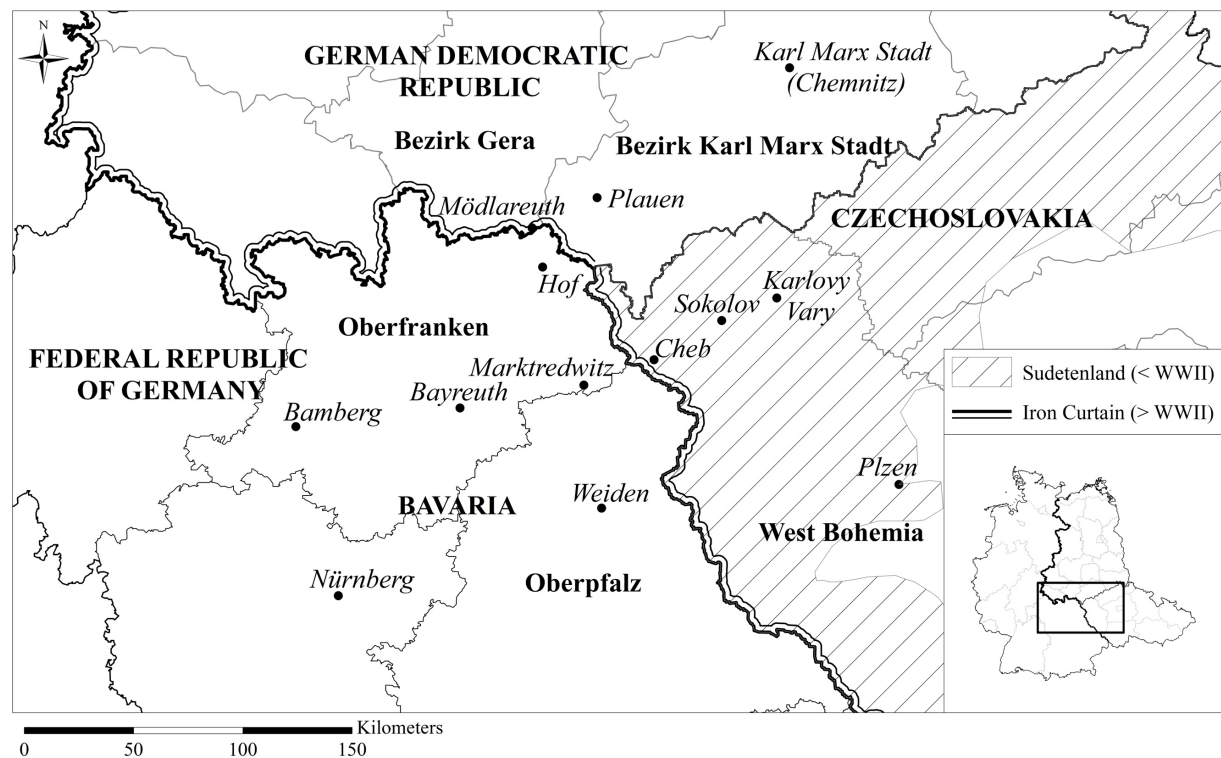 N
GERMAN DEMOCRATIC
REPUBLIC
Karl Marx Stadt
(Chemnitz)
Bezirk Gera
Bezirk Karl Marx Stadt
Mödlareuth
Plauen
CZECHOSLOVAKIA
Hof
Karlovy
Vary
Sokolov
Oberfranken
Cheb
FEDERAL REPUBLIC
OF GERMANY
Marktredwitz
Bayreuth
Bamberg
Sudetenland (< WWII)
Iron Curtain (> WWII)
Plzen
BAVARIA
Weiden
West Bohemia
Nürnberg
Oberpfalz
Kilometers
0 50 100 150